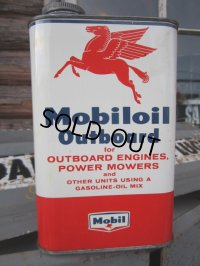 Mobiloil
SOLD OUT
Outboard
for
OUTBOARD ENGINES,
POWER MOWERS
and
OTHER UNITS USING A
GASOLINE-OIL MIX
Mobil